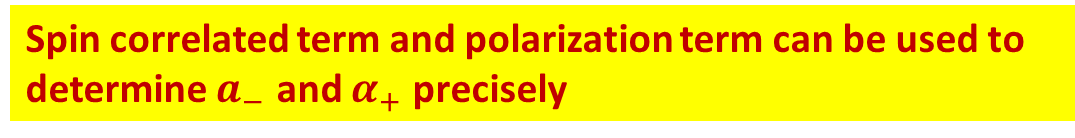 Spin correlated term and polarization term can be used to
determine a₋ and α₊ precisely